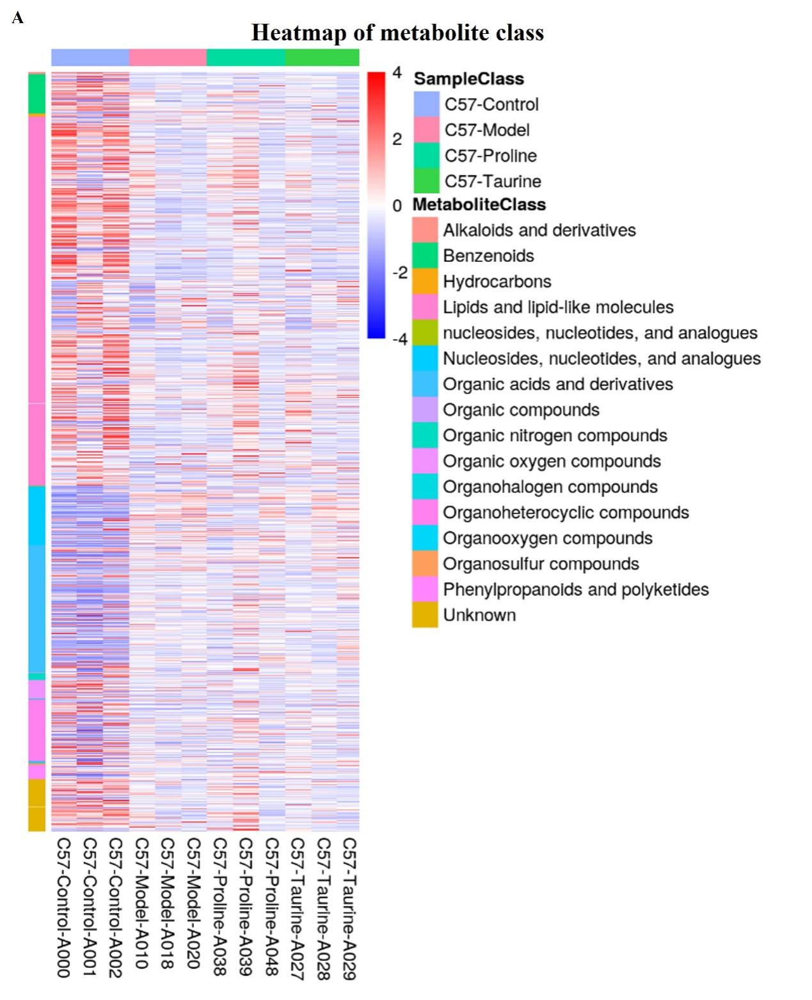 A
Heatmap of metabolite class
4
2
0
-2
-4
SampleClass
C57-Control
C57-Model
C57-Proline
C57-Taurine
MetaboliteClass
Alkaloids and derivatives
Benzenoids
Hydrocarbons
Lipids and lipid-like molecules
nucleosides, nucleotides, and analogues
Nucleosides, nucleotides, and analogues
Organic acids and derivatives
Organic compounds
Organic nitrogen compounds
Organic oxygen compounds
Organohalogen compounds
Organoheterocyclic compounds
Organooxygen compounds
Organosulfur compounds
Phenylpropanoids and polyketides
Unknown
C57-Control-A000
C57-Control-A001
C57-Control-A002
C57-Model-A010
C57-Model-A018
C57-Model-A020
C57-Proline-A038
C57-Proline-A039
C57-Proline-A048
C57-Taurine-A027
C57-Taurine-A028
C57-Taurine-A029